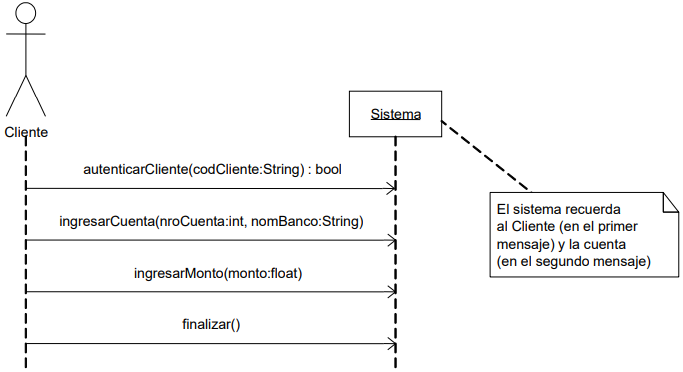 Cliente
Sistema
autenticarCliente(codCliente:String) : bool
ingresarCuenta(nroCuenta:int, nomBanco:String)
ingresarMonto(monto:float)
finalizar()
El sistema recuerda
al Cliente (en el primer
mensaje) y la cuenta
(en el segundo mensaje)